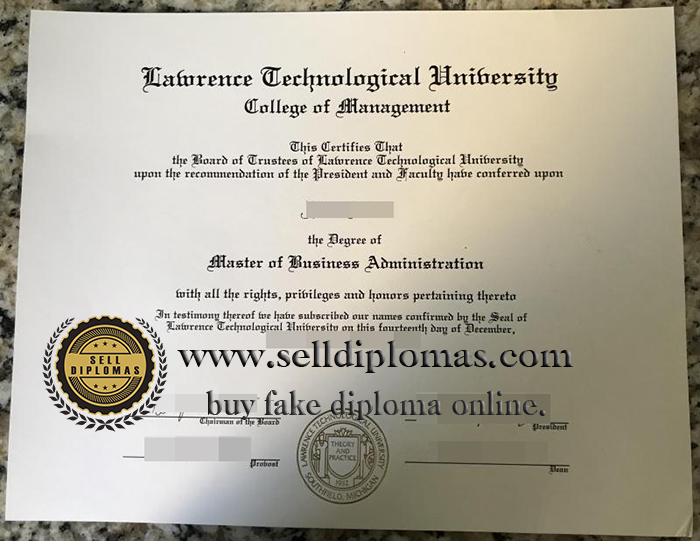 Lawrence Technological University
College of Management
This Certifies That
the Board of Trustees of Lawrence Technological University
upon the recommendation of the President and Faculty have conferred upon
the Degree of
Master of Business Administration
with all the rights, privileges and honors pertaining thereto
In testimony thereof we have subscribed our names confirmed by the Seal of
Lawrence Technological University on this fourteenth day of December,
SELL
DIPLOMAS
www.selldiplomas.com
buy fake diploma online.
Chairman of the Board
President
Provost
Dean
LAWRENCE TECHNOLOGICAL UNIVERSITY
THEORY
AND
PRACTICE
1932
SOUTHFIELD, MICHIGAN